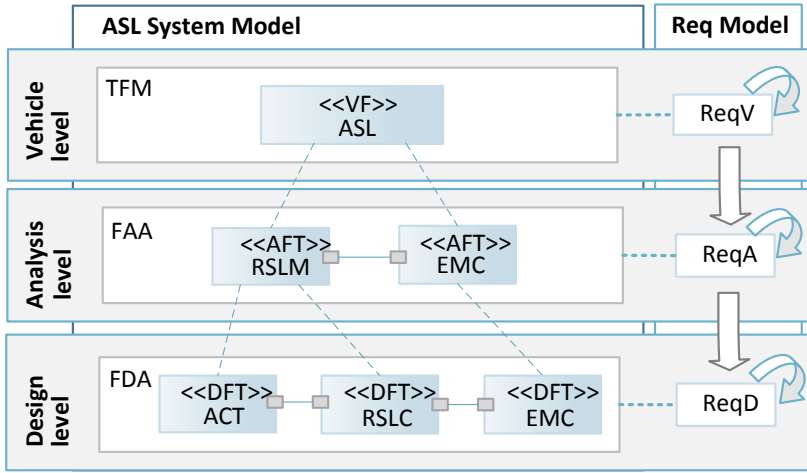 ASL System Model
Req Model
Vehicle
level
TFM
<<VF>>
ASL
ReqV
Analysis
level
FAA
<<AFT>>
RSLM
<<AFT>>
EMC
ReqA
Design
level
FDA
<<DFT>>
ACT
<<DFT>>
RSLC
<<DFT>>
EMC
ReqD